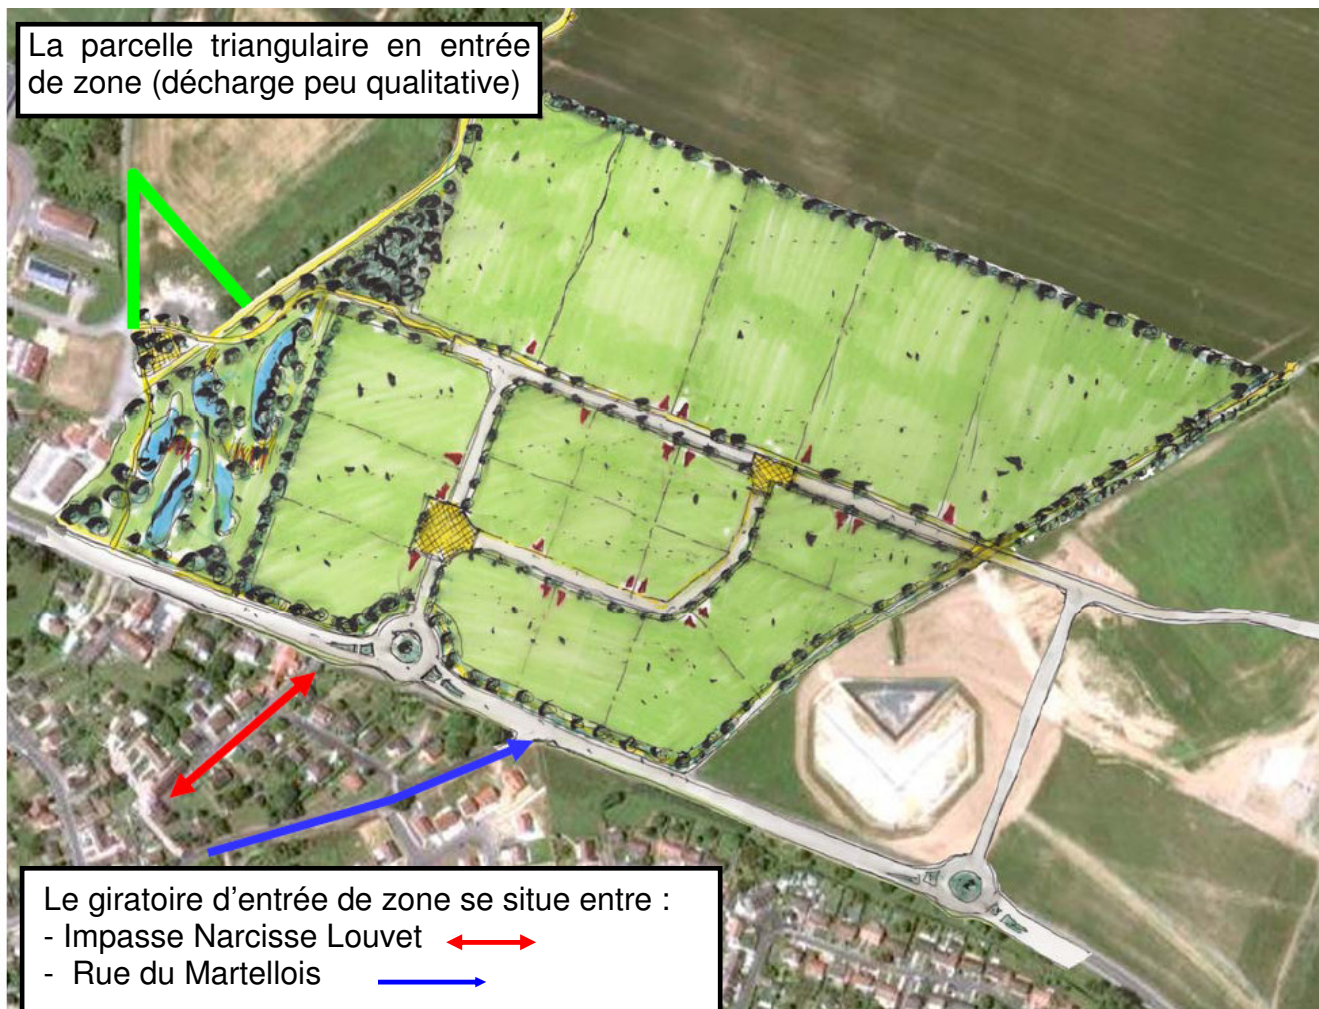 La parcelle triangulaire en entrée
de zone (décharge peu qualitative)
Le giratoire d'entrée de zone se situe entre :
- Impasse Narcisse Louvet
- Rue du Martellois